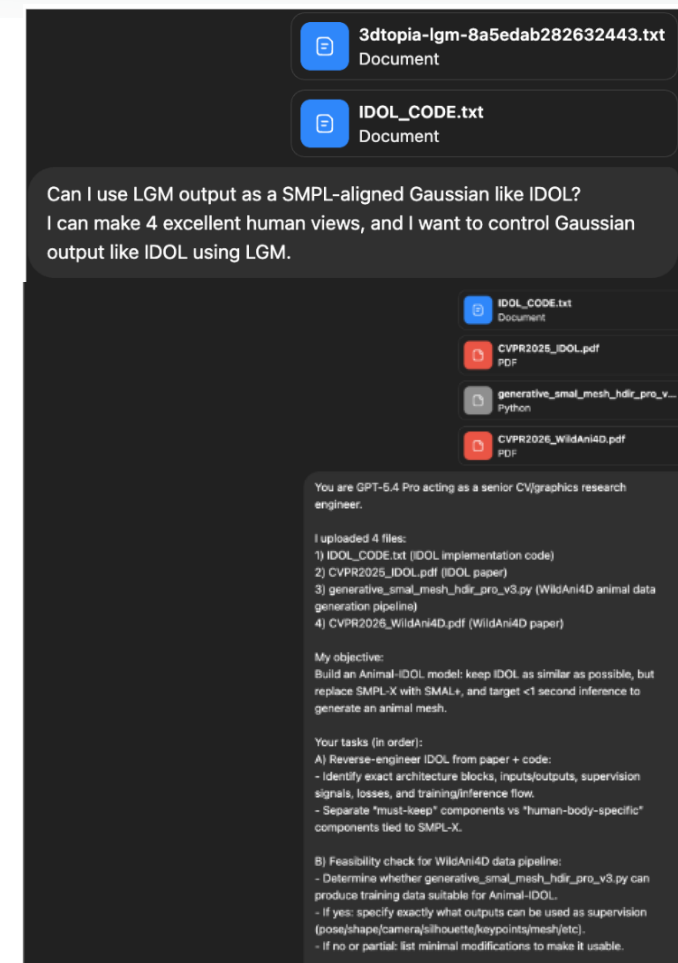 3dtopia-lgm-8a5edab282632443.txt
Document
IDOL_CODE.txt
Document
Can I use LGM output as a SMPL-aligned Gaussian like IDOL?
I can make 4 excellent human views, and I want to control Gaussian
output like IDOL using LGM.
IDOL_CODE.txt
Document
CVPR2025_IDOL.pdf
PDF
generative_smal_mesh_hdir_pro_v...
Python
CVPR2026_WildAni4D.pdf
PDF
You are GPT-5.4 Pro acting as a senior CV/graphics research
engineer.
I uploaded 4 files:
1) IDOL_CODE.txt (IDOL implementation code)
2) CVPR2025_IDOL.pdf (IDOL paper)
3) generative_smal_mesh_hdir_pro_v3.py (WildAni4D animal data
generation pipeline)
4) CVPR2026_WildAni4D.pdf (WildAni4D paper)
My objective:
Build an Animal-IDOL model: keep IDOL as similar as possible, but
replace SMPL-X with SMAL+, and target <1 second inference to
generate an animal mesh.
Your tasks (in order):
A) Reverse-engineer IDOL from paper + code:
- Identify exact architecture blocks, inputs/outputs, supervision
signals, losses, and training/inference flow.
- Separate "must-keep" components vs "human-body-specific"
components tied to SMPL-X.
B) Feasibility check for WildAni4D data pipeline:
- Determine whether generative_smal_mesh_hdir_pro_v3.py can
produce training data suitable for Animal-IDOL.
- If yes: specify exactly what outputs can be used as supervision
(pose/shape/camera/silhouette/keypoints/mesh/etc).
- If no or partial: list minimal modifications to make it usable.